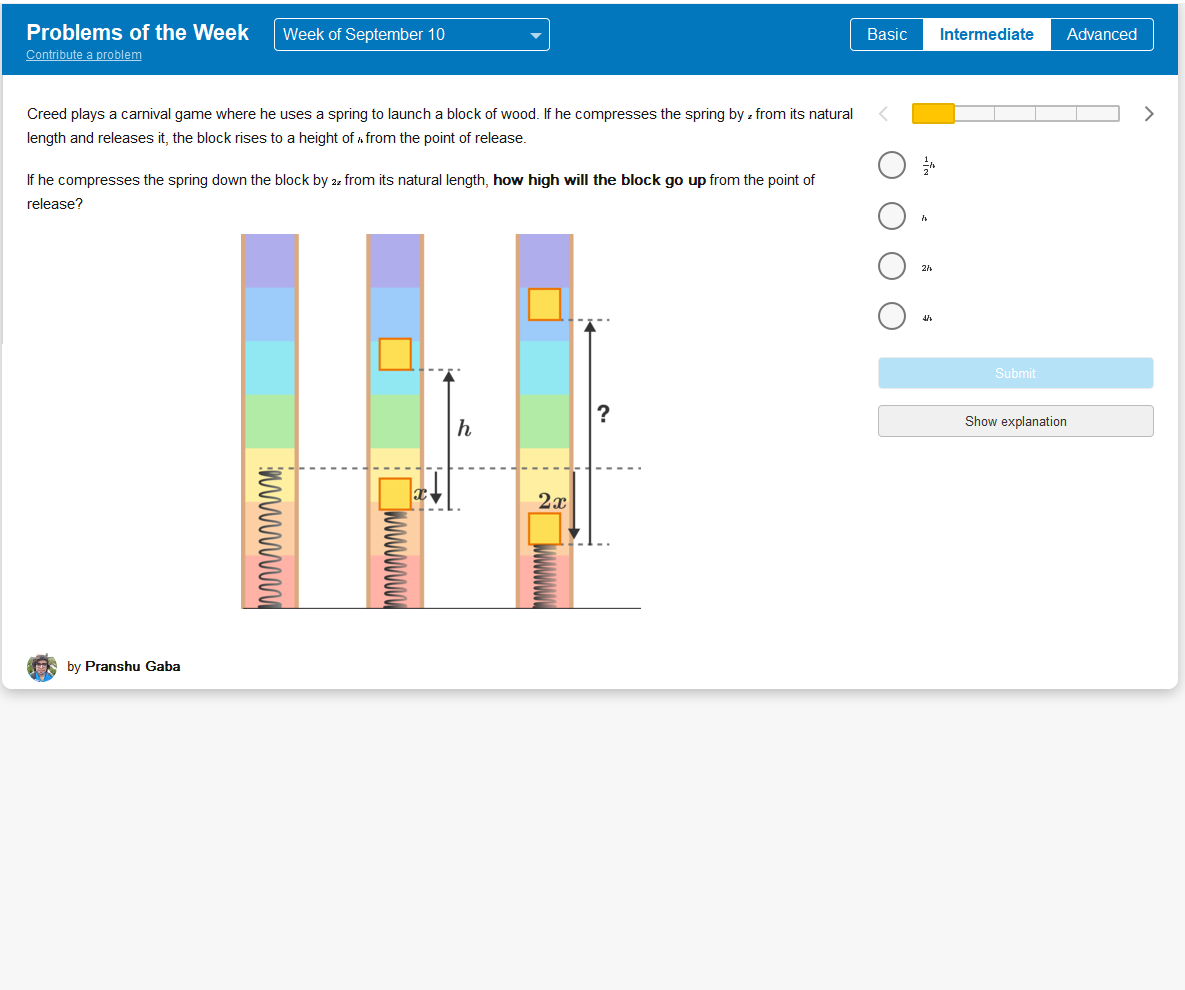 Problems of the Week
Week of September 10
Basic
Intermediate
Advanced
Contribute a problem
Creed plays a carnival game where he uses a spring to launch a block of wood. If he compresses the spring by x from its natural
length and releases it, the block rises to a height of h from the point of release.
If he compresses the spring down the block by 2x from its natural length, how high will the block go up from the point of
release?
h
x
?
2x
by Pranshu Gaba
1/2 h
h
2h
4h
Submit
Show explanation